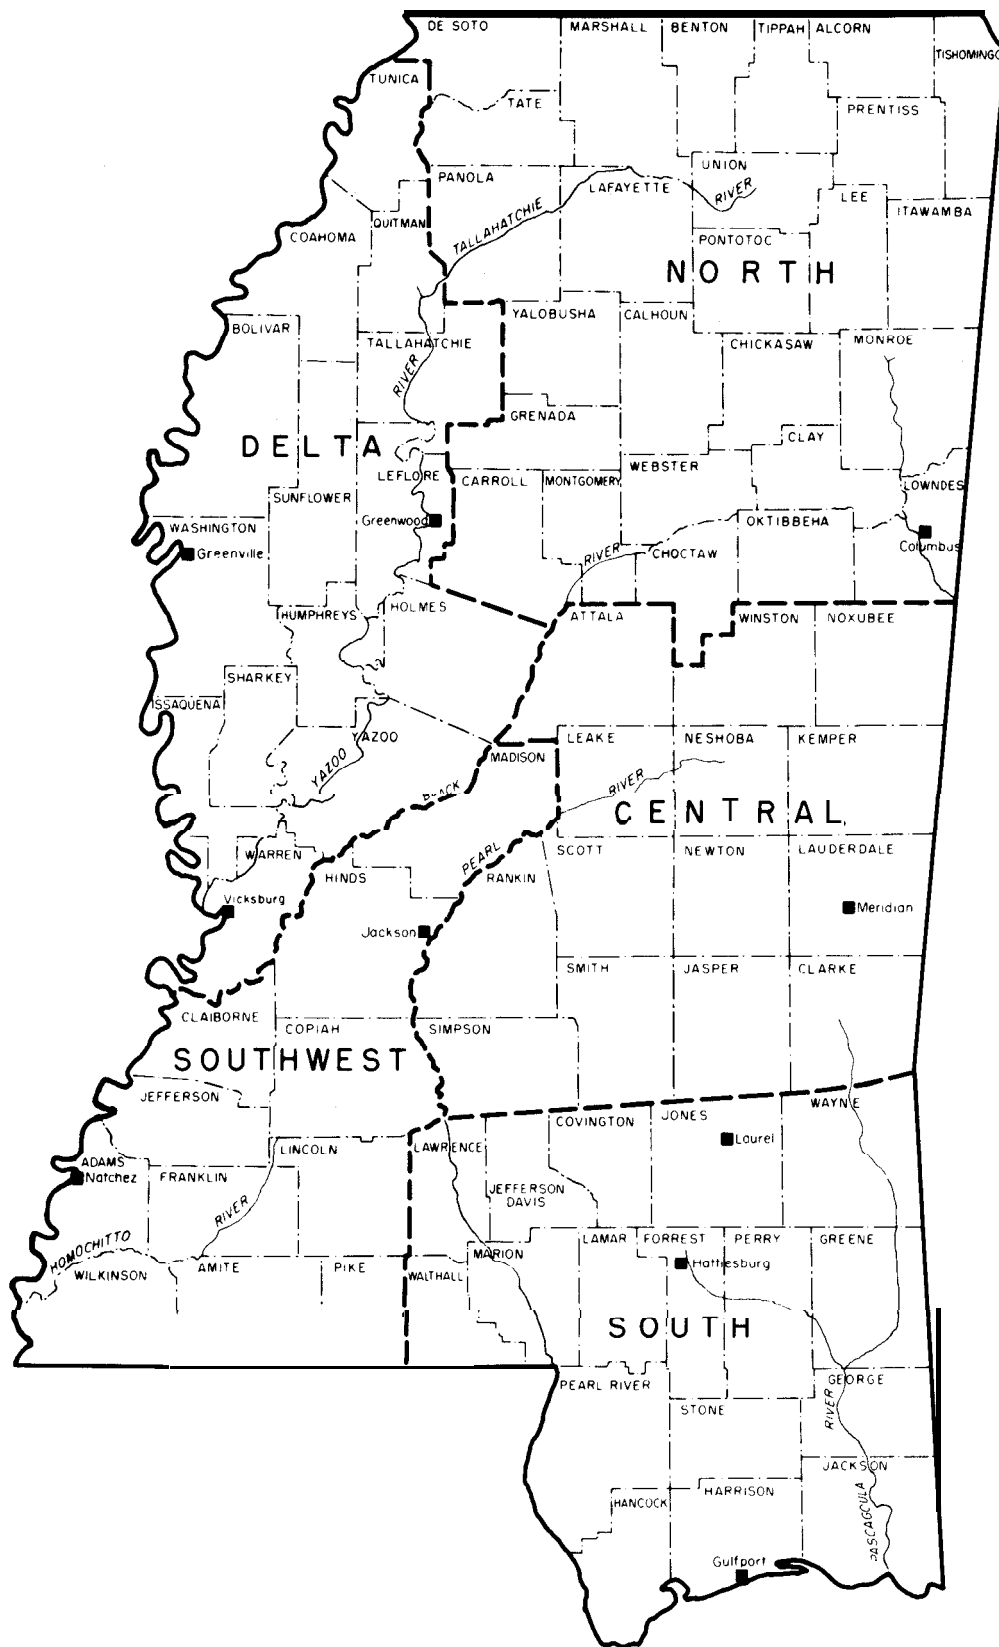 DE SOTO
MARSHALL
BENTON
TIPPAH
ALCORN
TISHOMINGO
TUNICA
TATE
PRENTISS
PANOLA
UNION
LAFAYETTE
RIVER
LEE
ITAWAMBA
QUITMAN
TALLAHATCHIE
COAHOMA
PONTOTOC
NORTH
BOLIVAR
YALOBUSHA
CALHOUN
TALLAHATCHIE
CHICKASAW
MONROE
RIVER
GRENADA
DELTA
CLAY
LEFLORE
CARROLL
MONTGOMERY
WEBSTER
LOWNDES
SUNFLOWER
WASHINGTON
Greenwood
OKTIBBEHA
Greenville
RIVER
CHOCTAW
Columbus
HUMPHREYS
HOLMES
ATTALA
WINSTON
NOXUBEE
SHARKEY
ISSAQUENA
YAZOO
LEAKE
NESHOBA
KEMPER
YAZOO
MADISON
RIVER
CENTRAL
WARREN
HINDS
PEARL
RANKIN
SCOTT
NEWTON
LAUDERDALE
Vicksburg
Jackson
Meridian
SMITH
JASPER
CLARKE
CLAIBORNE
COPIAH
SIMPSON
SOUTHWEST
JEFFERSON
COVINGTON
JONES
WAYNE
LINCOLN
LAWRENCE
Laurel
ADAMS
Natchez
FRANKLIN
JEFFERSON
DAVIS
RIVER
HOMOCHITTO
WILKINSON
AMITE
PIKE
WALTHALL
MARION
LAMAR
FORREST
PERRY
GREENE
Hattiesburg
SOUTH
PEARL RIVER
GEORGE
STONE
RIVER
JACKSON
HANCOCK
HARRISON
PASCAGOULA
Gulfport